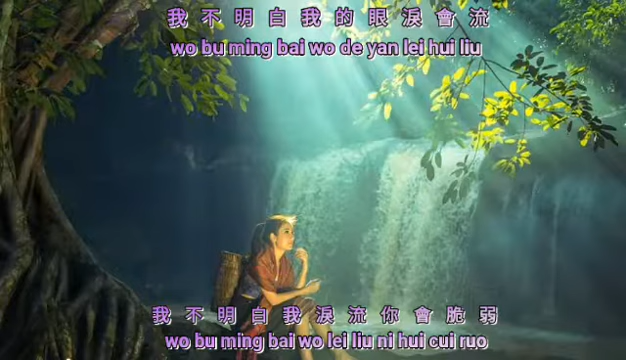 我 不 明 白 我 的 眼 淚 會 流
wo bu ming bai wo de yan lei hui liu
我 不 明 白 我 淚 流 你 會 脆 弱
wo bu ming bai wo lei liu ni hui cui ruo